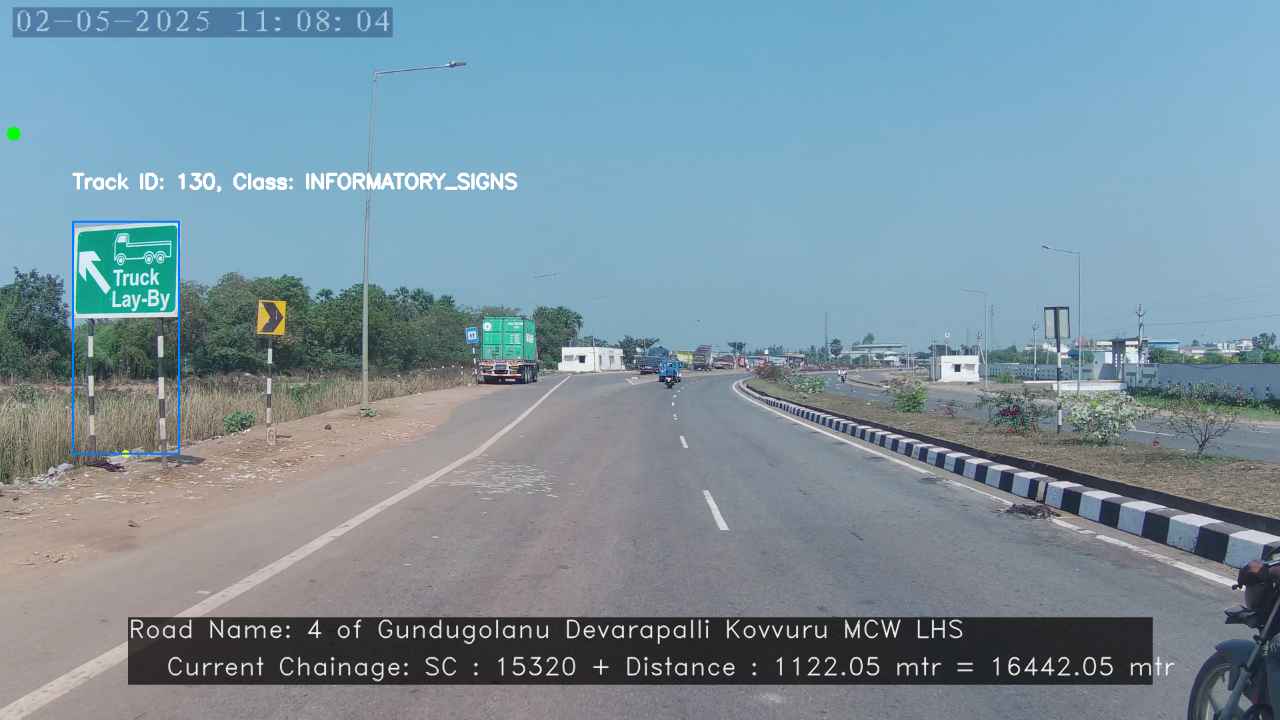 02-05-2025 11:08:04
Track ID: 130, Class: INFORMATORY_SIGNS
Truck
Lay-By
Road Name: 4 of Gundugolanu Devarapalli Kovvuru MCW LHS
Current Chainage: SC : 15320 + Distance : 1122.05 mtr = 16442.05 mtr